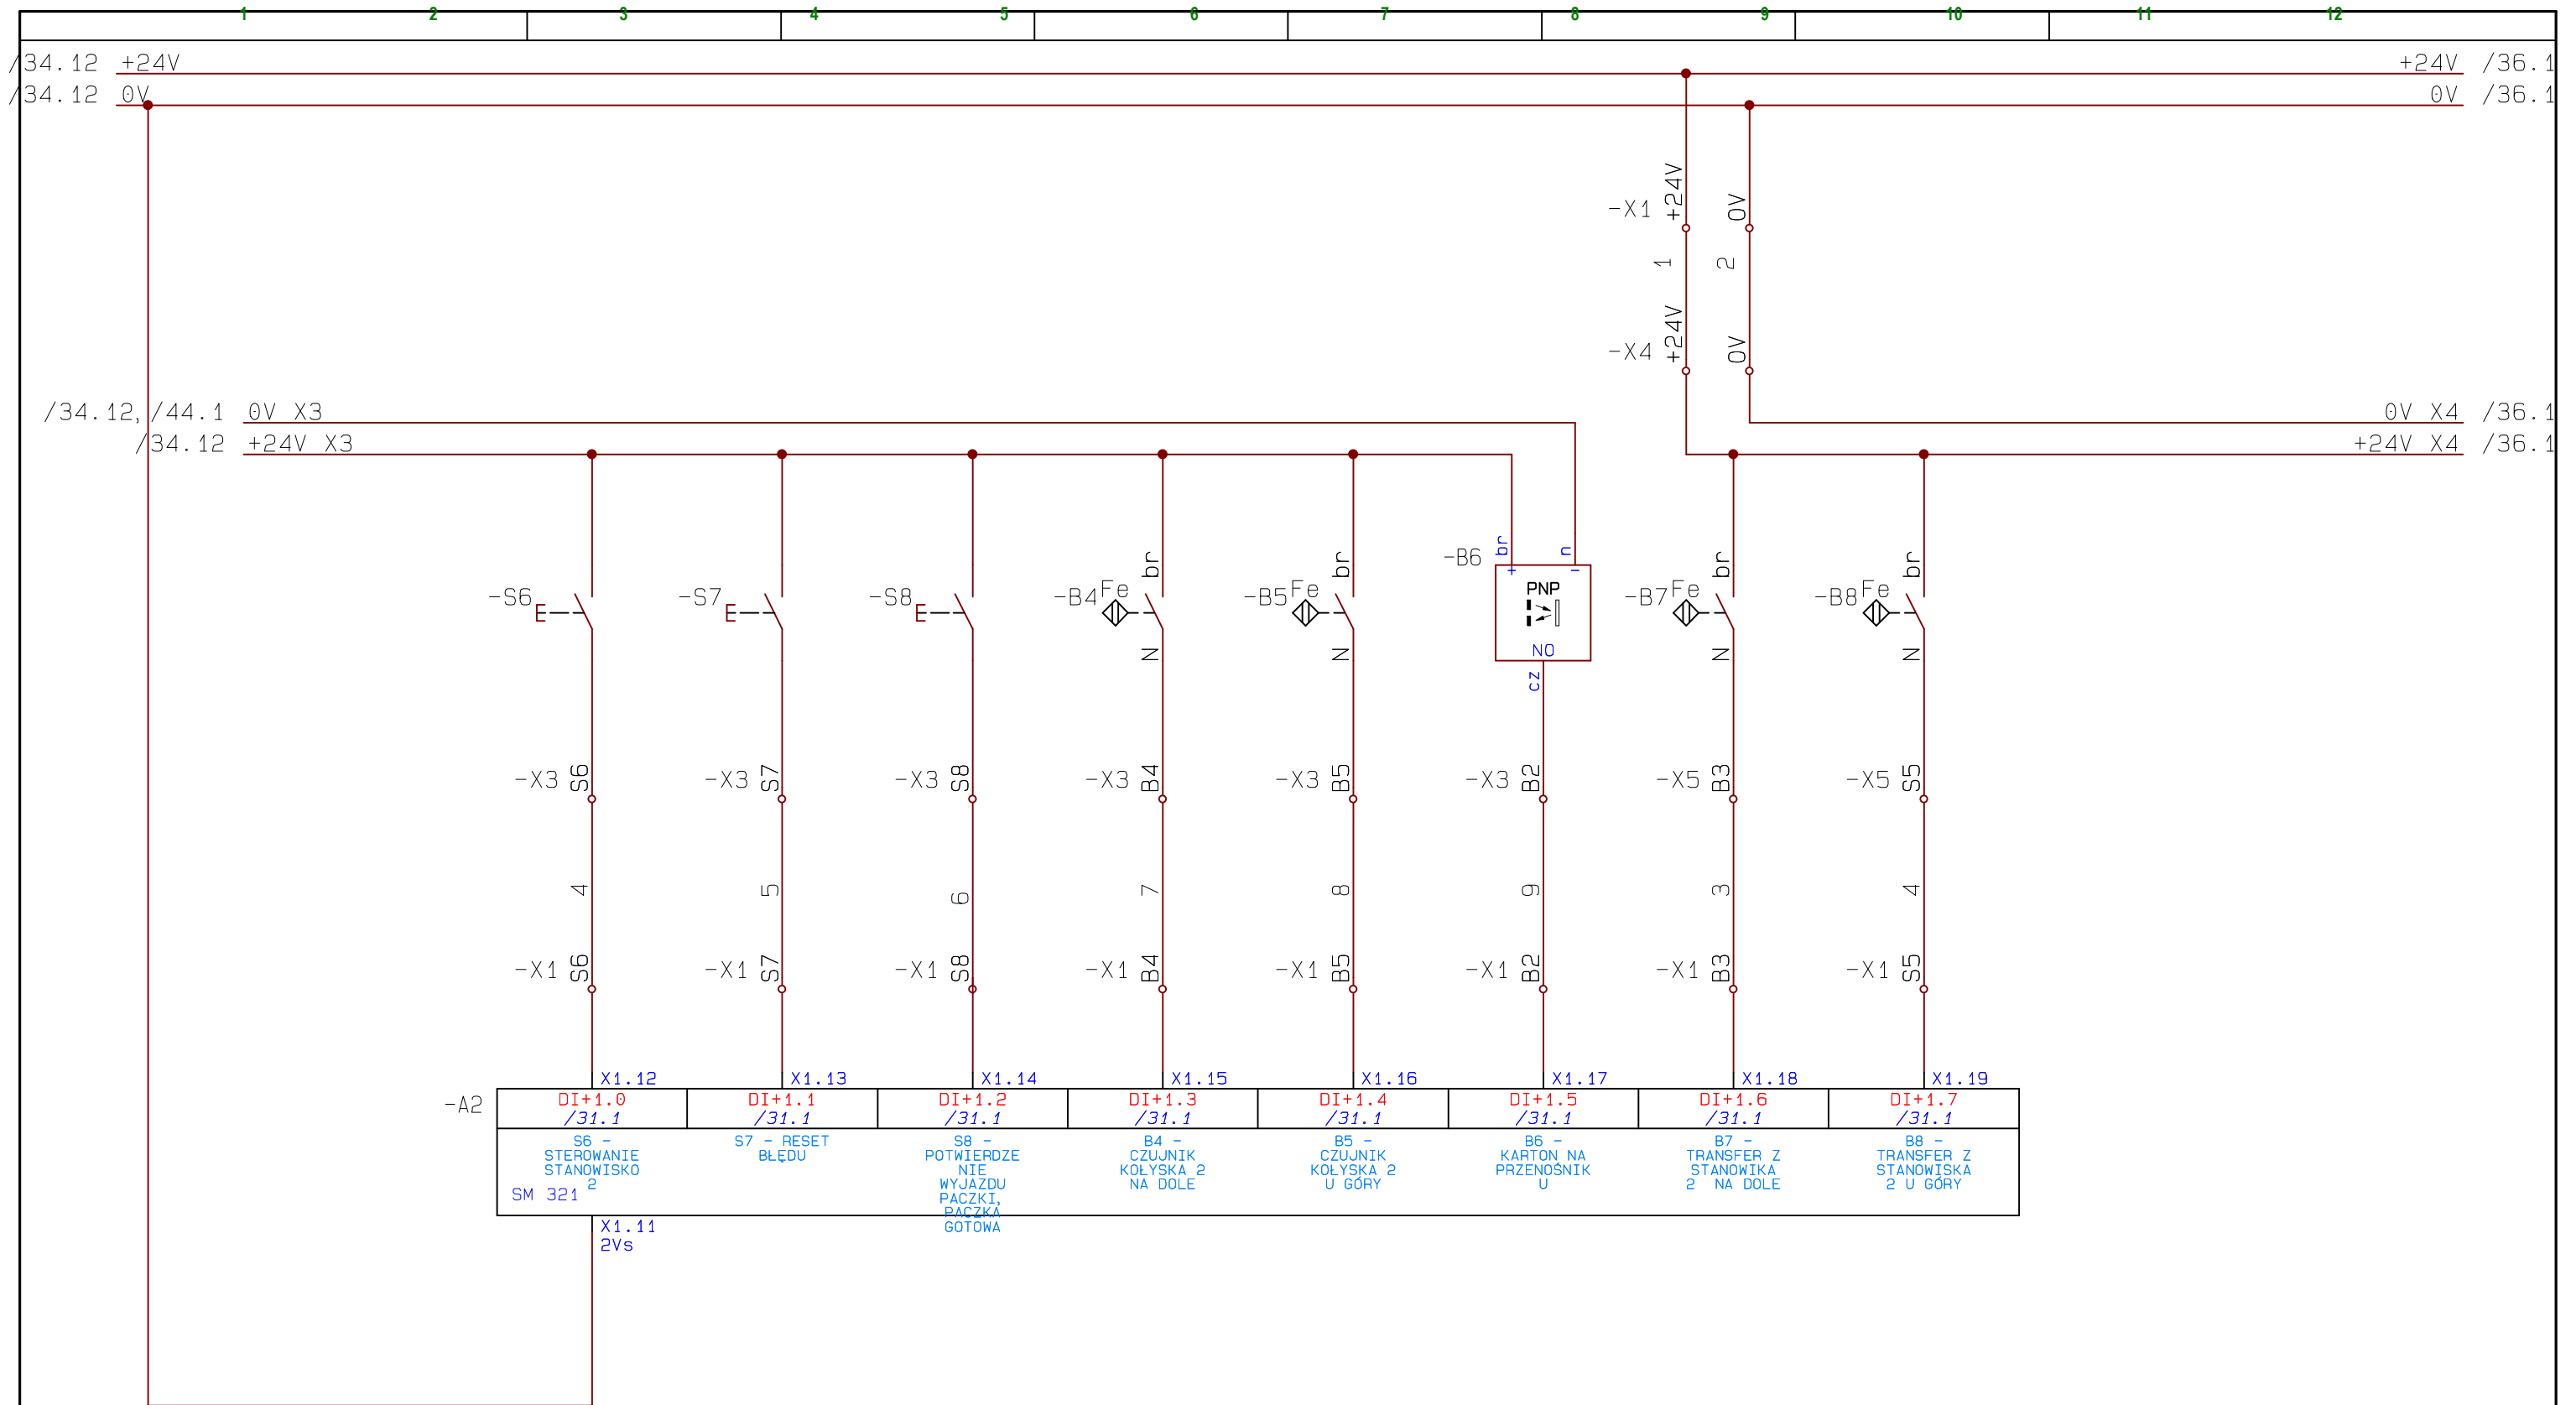 1 2 3 4 5 6 7 8 9 10 11 12
/34.12 +24V +24V /36.1
/34.12 0V 0V /36.1
-X1 +24V 0V
1 2
-X4 +24V 0V
/34.12, /44.1 0V X3 0V X4 /36.1
/34.12 +24V X3 +24V X4 /36.1
br br -B6 br n br br
+ −
-S6 E -S7 E -S8 E -B4 Fe -B5 Fe PNP -B7 Fe -B8 Fe
N N NO N N
cz
-X3 S6 -X3 S7 -X3 S8 -X3 B4 -X3 B5 -X3 B2 -X5 B3 -X5 S5
4 5 6 7 8 9 3 4
-X1 S6 -X1 S7 -X1 S8 -X1 B4 -X1 B5 -X1 B2 -X1 B3 -X1 S5
X1.12 X1.13 X1.14 X1.15 X1.16 X1.17 X1.18 X1.19
-A2 DI+1.0 DI+1.1 DI+1.2 DI+1.3 DI+1.4 DI+1.5 DI+1.6 DI+1.7
/31.1 /31.1 /31.1 /31.1 /31.1 /31.1 /31.1 /31.1
S6 -
STEROWANIE
STANOWISKO
2
S7 - RESET
BŁĘDU
S8 -
POTWIERDZE
NIE
WYJAZDU
PACZKI,
PACZKA
GOTOWA
B4 -
CZUJNIK
KOŁYSKA 2
NA DOLE
B5 -
CZUJNIK
KOŁYSKA 2
U GÓRY
B6 -
KARTON NA
PRZENOŚNIK
U
B7 -
TRANSFER Z
STANOWIKA
2 NA DOLE
B8 -
TRANSFER Z
STANOWISKA
2 U GÓRY
SM 321
X1.11
2Vs